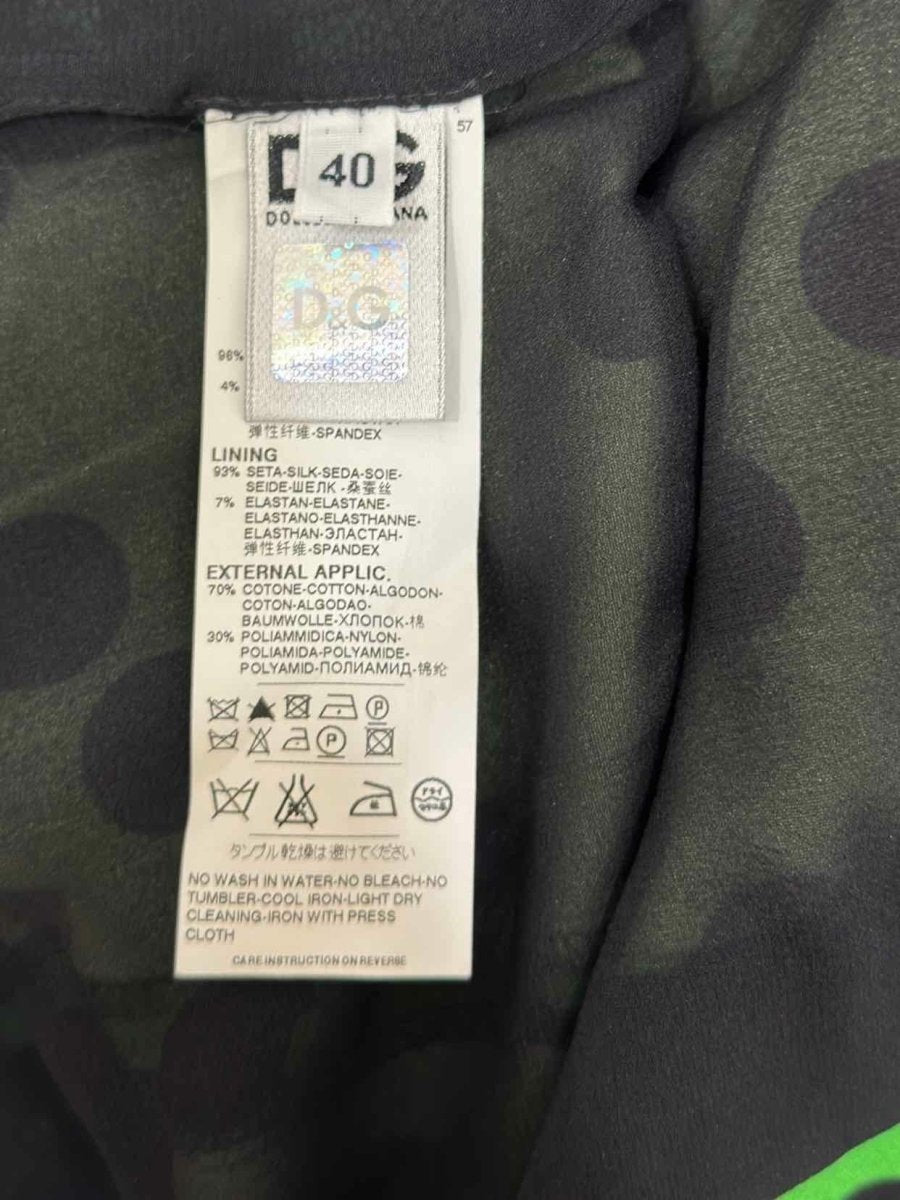 57
40
D&G
96%
4%
弹性纤维-SPANDEX
LINING
93% SETA-SILK-SEDA-SOIE-
SEIDE-ШЕЛК -桑蚕丝
7% ELASTAN-ELASTANE-
ELASTANO-ELASTHANNE-
ELASTHAN-ЭЛАСТАН-
弹性纤维-SPANDEX
EXTERNAL APPLIC.
70% COTONE-COTTON-ALGODON-
COTON-ALGODAO-
BAUMWOLLE-ХЛОПОК-棉
30% POLIAMMIDICA-NYLON-
POLIAMIDA-POLYAMIDE-
POLYAMID-ПОЛИАМИД-锦纶
P
P
ドライ
タンブル乾燥は避けてください
NO WASH IN WATER-NO BLEACH-NO
TUMBLER-COOL IRON-LIGHT DRY
CLEANING-IRON WITH PRESS
CLOTH
CARE INSTRUCTION ON REVERSE